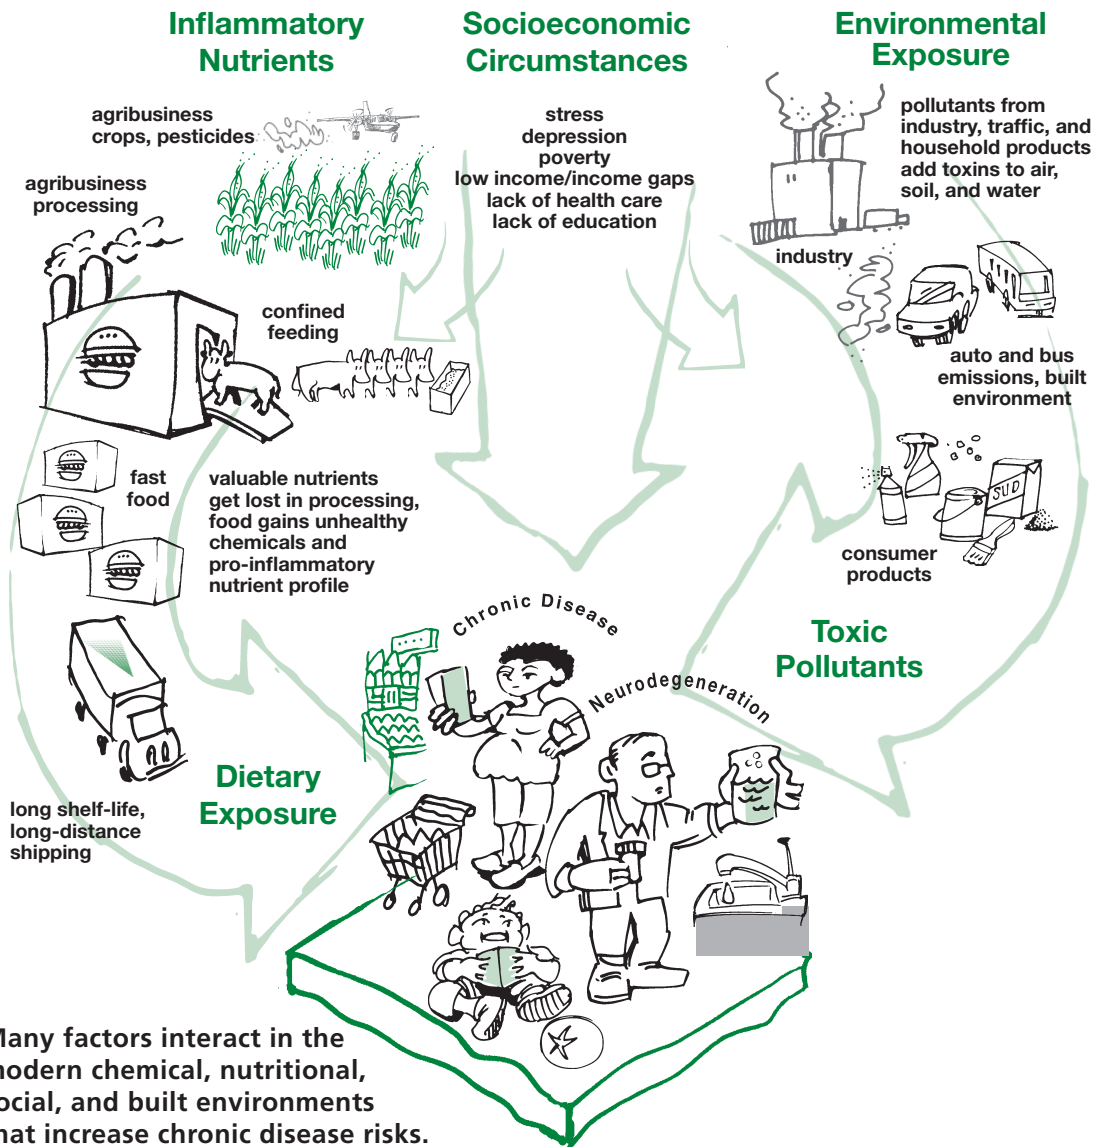 Inflammatory
Nutrients
Socioeconomic
Circumstances
Environmental
Exposure
agribusiness
crops, pesticides
agribusiness
processing
confined
feeding
fast
food
valuable nutrients
get lost in processing,
food gains unhealthy
chemicals and
pro-inflammatory
nutrient profile
long shelf-life,
long-distance
shipping
Dietary
Exposure
stress
depression
poverty
low income/income gaps
lack of health care
lack of education
pollutants from
industry, traffic, and
household products
add toxins to air,
soil, and water
industry
auto and bus
emissions, built
environment
SUD
consumer
products
Toxic
Pollutants
Chronic Disease
Neurodegeneration
Many factors interact in the
modern chemical, nutritional,
social, and built environments
that increase chronic disease risks.